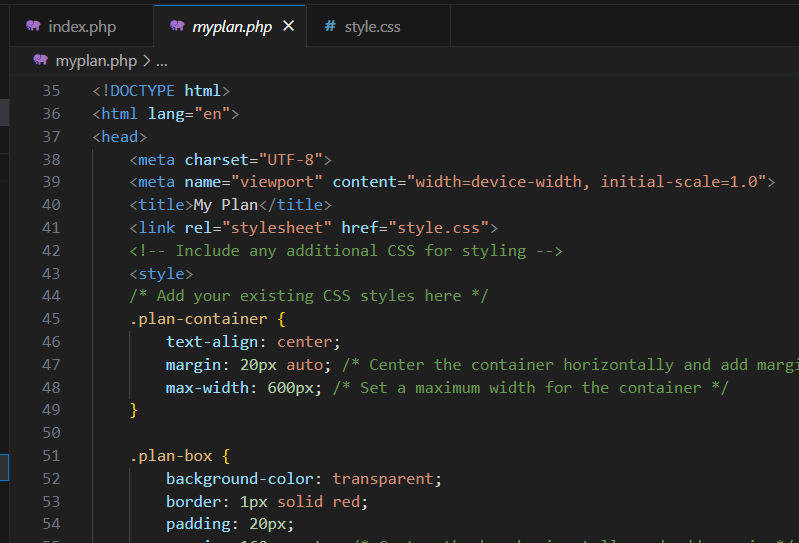 index.php myplan.php × # style.css
myplan.php > ...
35 <!DOCTYPE html>
36 <html lang="en">
37 <head>
38 <meta charset="UTF-8">
39 <meta name="viewport" content="width=device-width, initial-scale=1.0">
40 <title>My Plan</title>
41 <link rel="stylesheet" href="style.css">
42 <!-- Include any additional CSS for styling -->
43 <style>
44 /* Add your existing CSS styles here */
45 .plan-container {
46 text-align: center;
47 margin: 20px auto; /* Center the container horizontally and add margi
48 max-width: 600px; /* Set a maximum width for the container */
49 }
50
51 .plan-box {
52 background-color: transparent;
53 border: 1px solid red;
54 padding: 20px;